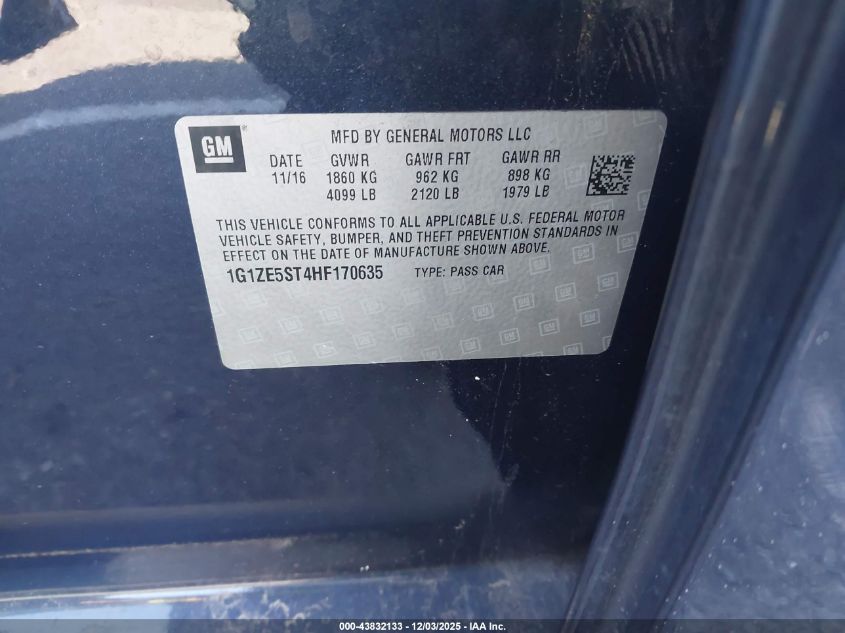 GM
MFD BY GENERAL MOTORS LLC
DATE GVWR GAWR FRT GAWR RR
11/16 1860 KG 962 KG 898 KG
4099 LB 2120 LB 1979 LB
THIS VEHICLE CONFORMS TO ALL APPLICABLE U.S. FEDERAL MOTOR
VEHICLE SAFETY, BUMPER, AND THEFT PREVENTION STANDARDS IN
EFFECT ON THE DATE OF MANUFACTURE SHOWN ABOVE.
1G1ZE5ST4HF170635 TYPE: PASS CAR
000-43832133 - 12/03/2025 - IAA Inc.